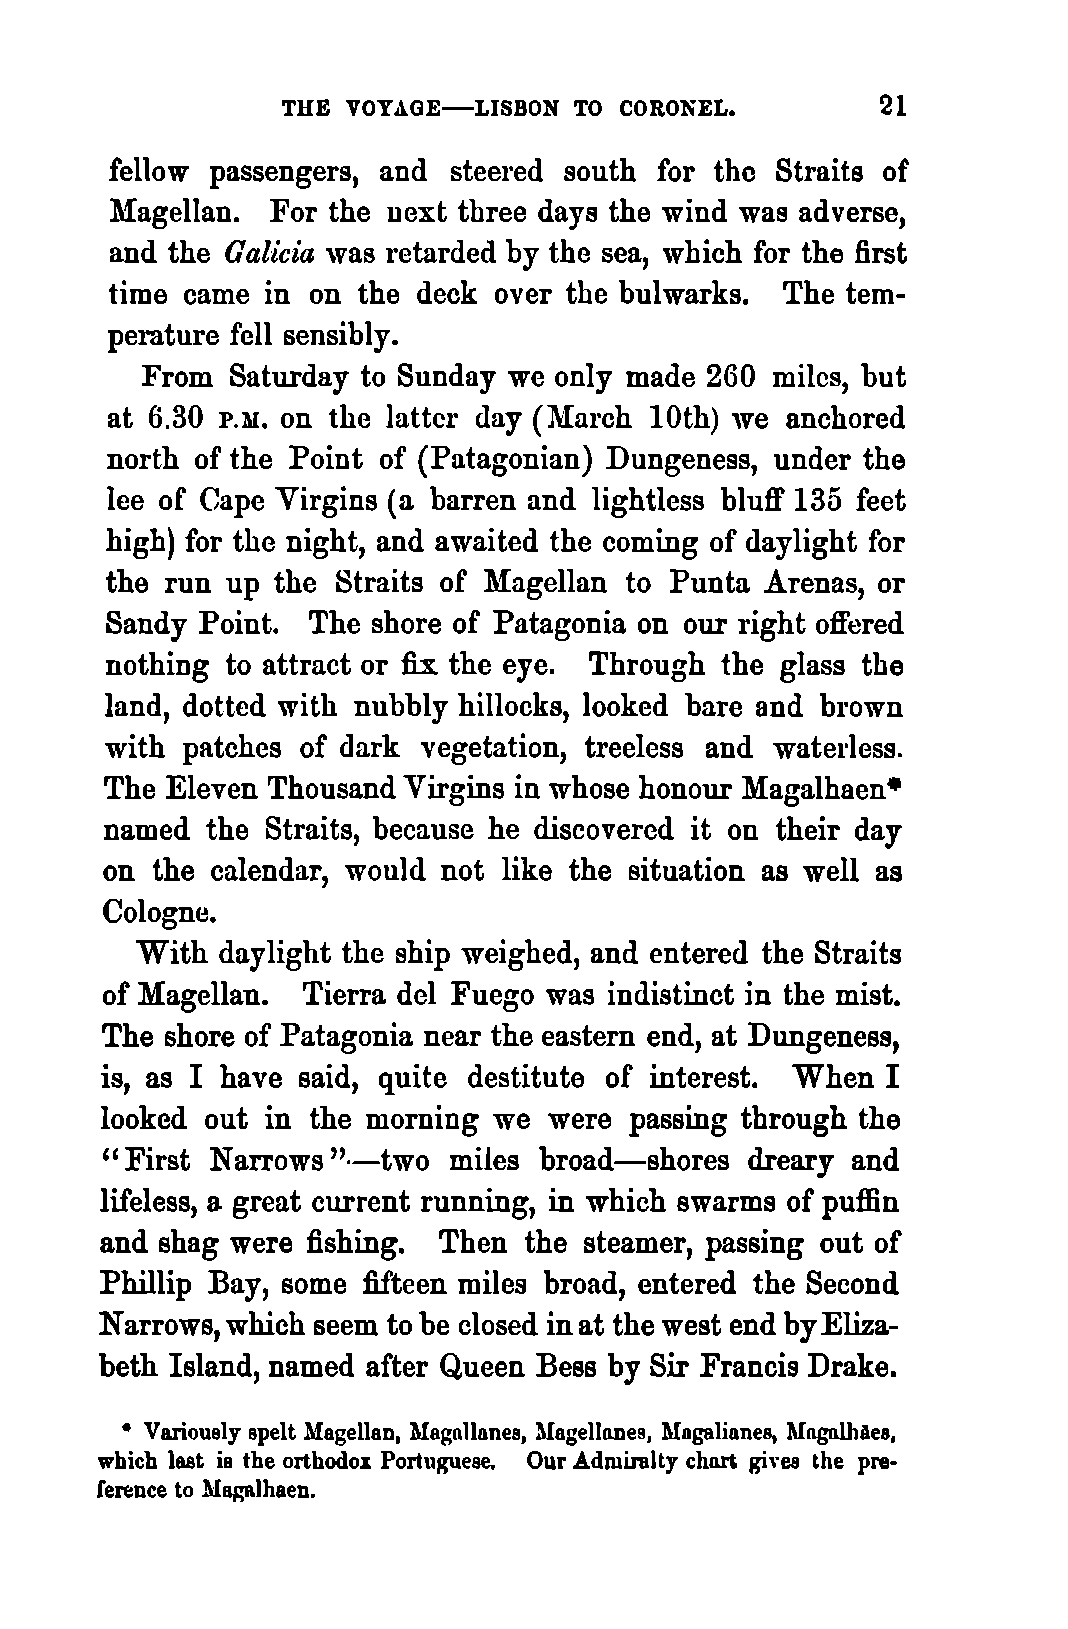 THE VOYAGE—LISBON TO CORONEL. 21
fellow passengers, and steered south for the Straits of
Magellan. For the next three days the wind was adverse,
and the Galicia was retarded by the sea, which for the first
time came in on the deck over the bulwarks. The tem-
perature fell sensibly.
From Saturday to Sunday we only made 260 miles, but
at 6.30 P.M. on the latter day (March 10th) we anchored
north of the Point of (Patagonian) Dungeness, under the
lee of Cape Virgins (a barren and lightless bluff 135 feet
high) for the night, and awaited the coming of daylight for
the run up the Straits of Magellan to Punta Arenas, or
Sandy Point. The shore of Patagonia on our right offered
nothing to attract or fix the eye. Through the glass the
land, dotted with nubbly hillocks, looked bare and brown
with patches of dark vegetation, treeless and waterless.
The Eleven Thousand Virgins in whose honour Magalhaen*
named the Straits, because he discovered it on their day
on the calendar, would not like the situation as well as
Cologne.
With daylight the ship weighed, and entered the Straits
of Magellan. Tierra del Fuego was indistinct in the mist.
The shore of Patagonia near the eastern end, at Dungeness,
is, as I have said, quite destitute of interest. When I
looked out in the morning we were passing through the
“First Narrows”—two miles broad—shores dreary and
lifeless, a great current running, in which swarms of puffin
and shag were fishing. Then the steamer, passing out of
Phillip Bay, some fifteen miles broad, entered the Second
Narrows, which seem to be closed in at the west end by Eliza-
beth Island, named after Queen Bess by Sir Francis Drake.
* Variously spelt Magellan, Magallanes, Magellanes, Magalianes, Magalhães,
which last is the orthodox Portuguese. Our Admiralty chart gives the pre-
ference to Magalhaen.